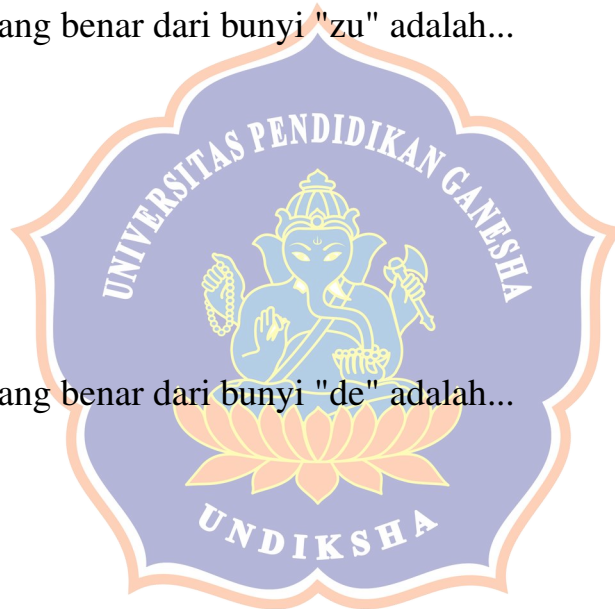 ang benar dari bunyi "zu" adalah...
UNIVERSITAS PENDIDIKAN GANESHA
ang benar dari bunyi "de" adalah...
UNDIKSHA